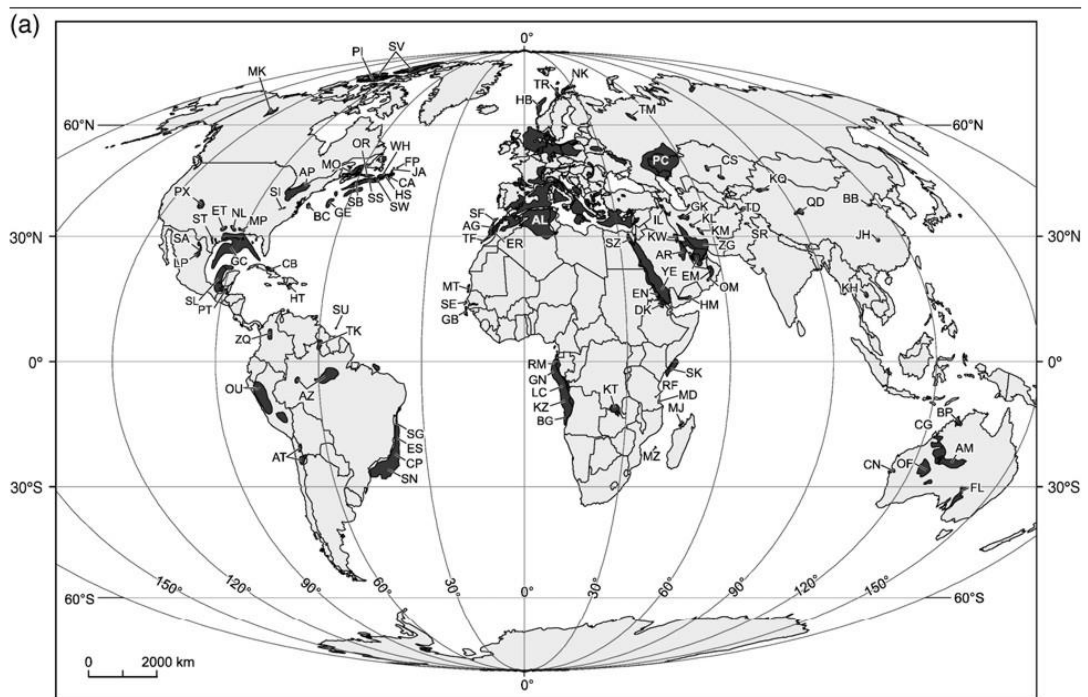 (a)
0°
PI SV
MK
TR NK
HB
TM
60°N 60°N
OR WH
MO FP
JA
AP CA
HS
SI SB SS SW
BC GE
PX
ET NL MP
ST
SA
LP GC
CB
SL PT HT
PC CS
KQ
GK TD BB
QD
SF AL IL KL
AG KW KM SR JH
TF ER SZ ZG
30°N 30°N
AR
YE EM OM
MT EN HM KH
SE DK
GB
SU
TK
ZQ
0° 0°
RM SK
GN RF
OU AZ LC KT MD
KZ MJ
BG
BP
CG
SG
ES
CP
AT SN MZ
CN OF AM
FL
30°S 30°S
150° 120° 90° 60° 30° 0° 30° 60° 90° 120° 150°
60°S 60°S
0 2000 km
0°